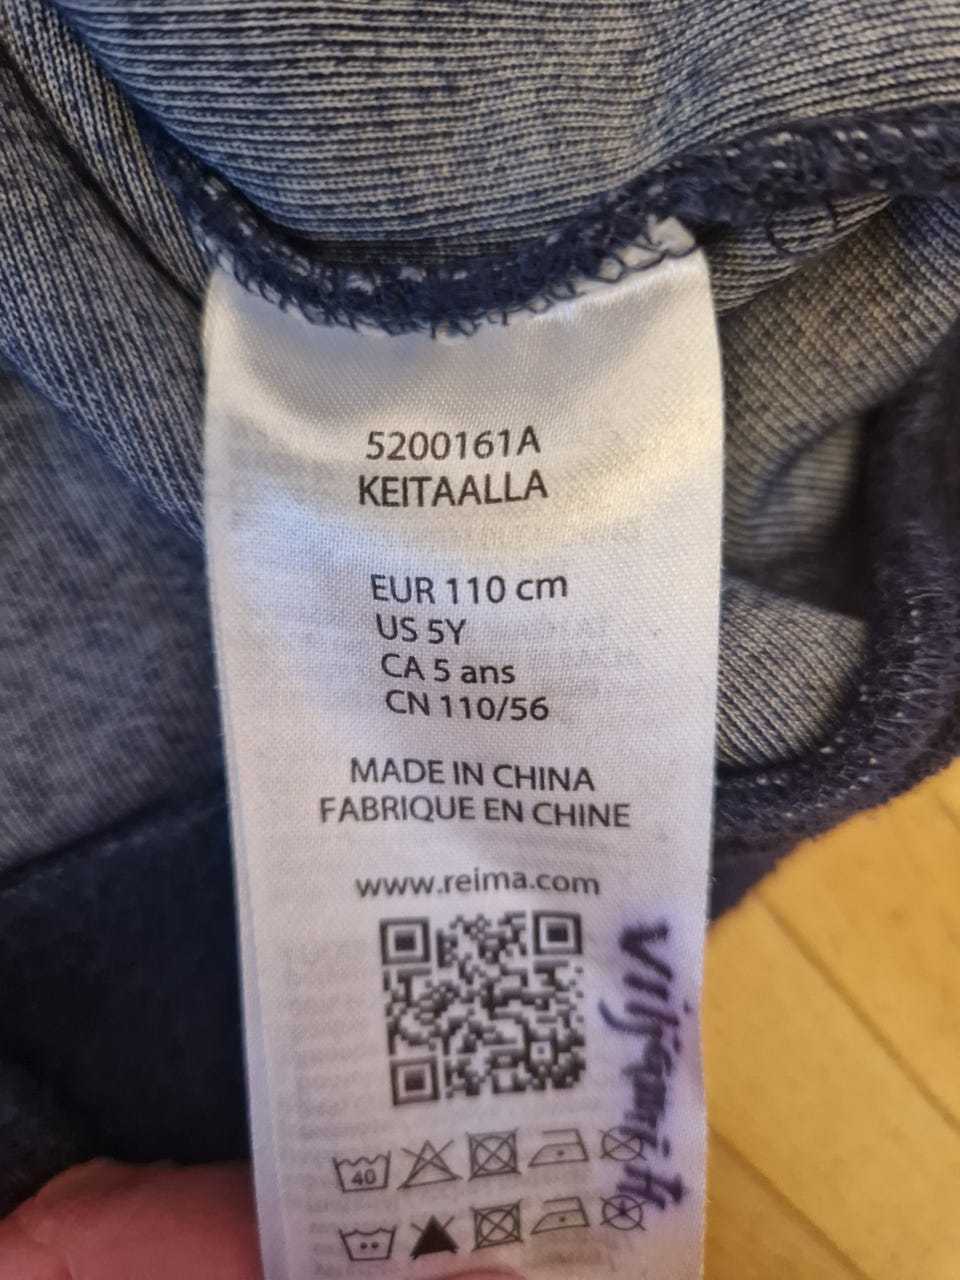 5200161A
KEITAALLA
EUR 110 cm
US 5Y
CA 5 ans
CN 110/56
MADE IN CHINA
FABRIQUE EN CHINE
www.reima.com
40